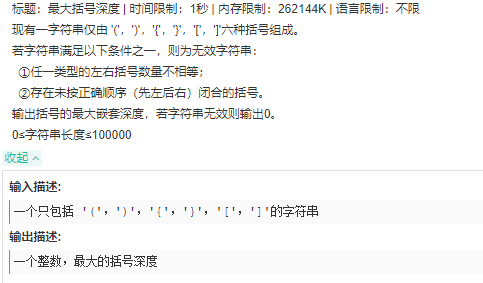 标题：最大括号深度 | 时间限制：1秒 | 内存限制：262144K | 语言限制：不限
现有一字符串仅由 '('，')'，'{'，'}'，'['，']'六种括号组成。
若字符串满足以下条件之一，则为无效字符串：
①任一类型的左右括号数量不相等；
②存在未按正确顺序（先左后右）闭合的括号。
输出括号的最大嵌套深度，若字符串无效则输出0。
0≤字符串长度≤100000
收起
输入描述:
一个只包括 '('，')'，'{'，'}'，'['，']'的字符串
输出描述:
一个整数，最大的括号深度